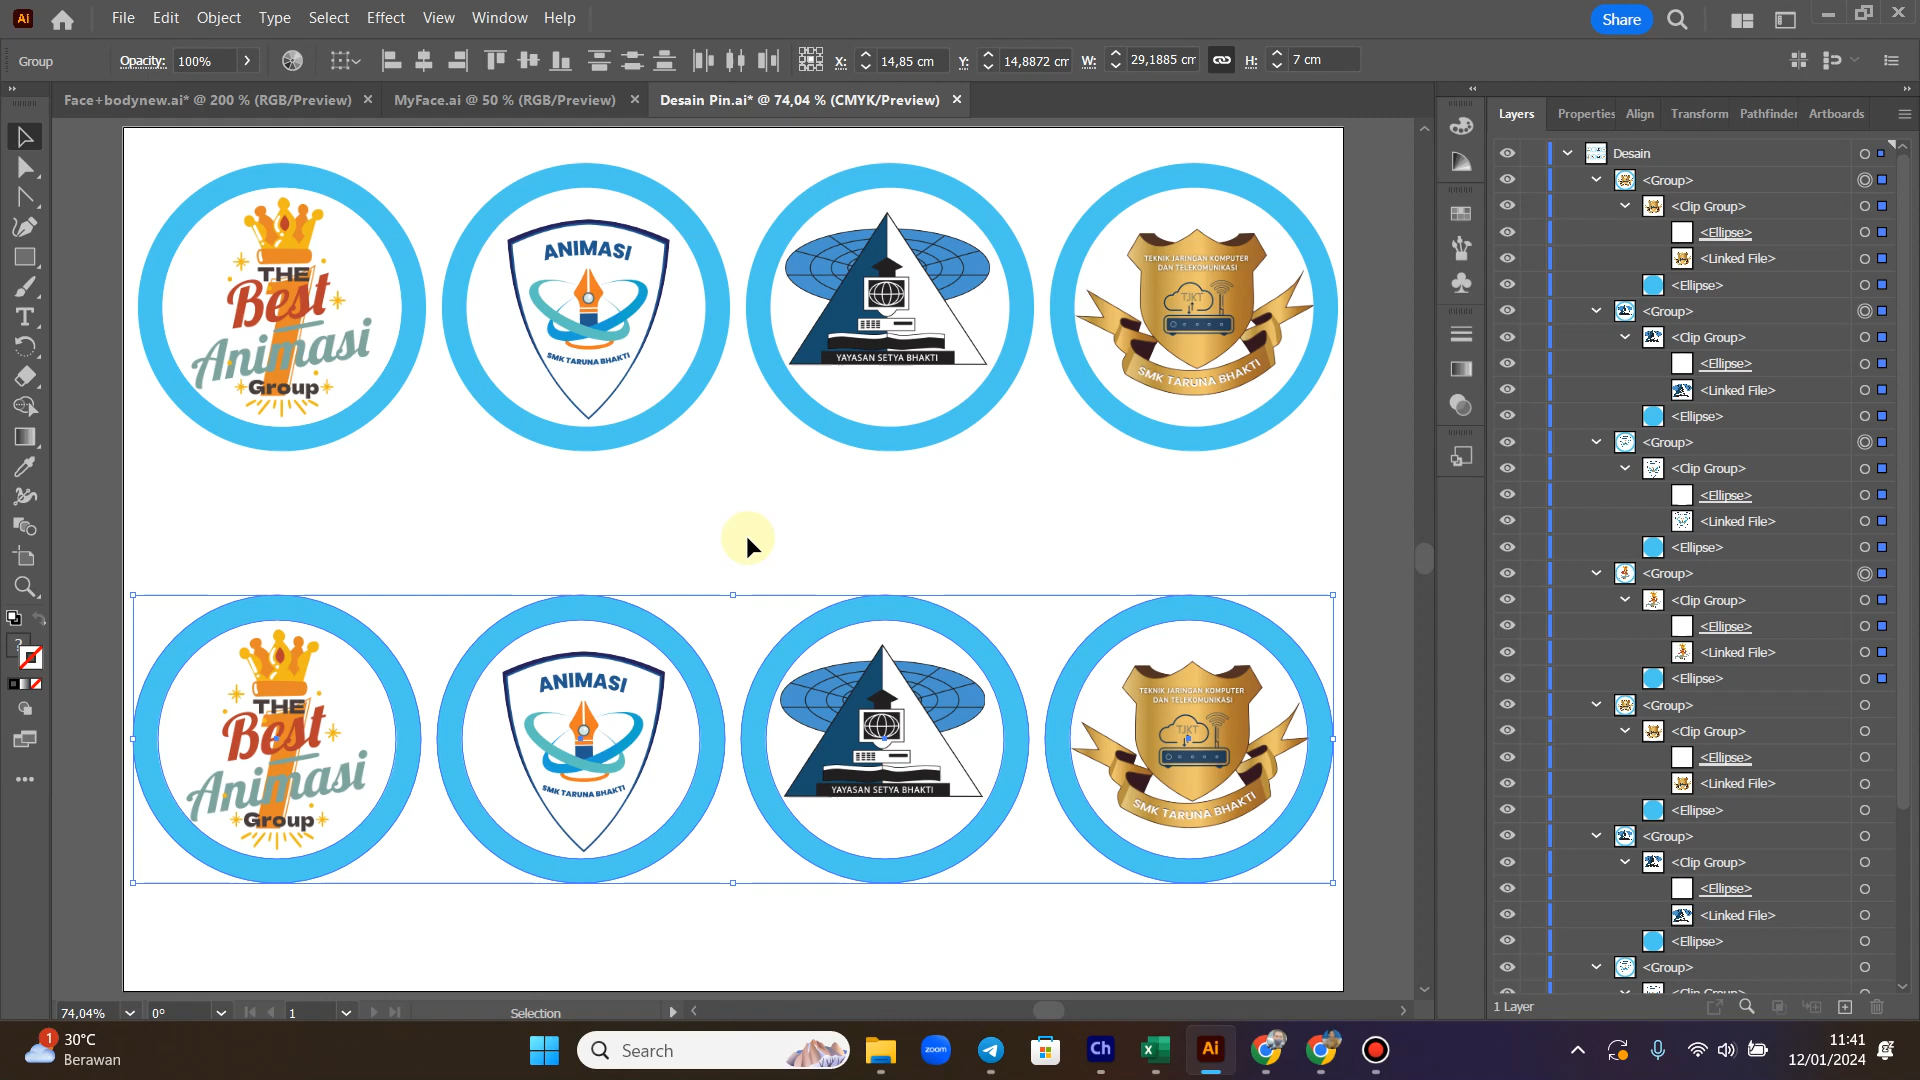 Ai File Edit Object Type Select Effect View Window Help Share
Group Opacity: 100% X: 14,85 cm Y: 14,8872 cm W: 29,1885 cm H: 7 cm
Face+bodynew.ai* @ 200 % (RGB/Preview) MyFace.ai @ 50 % (RGB/Preview) Desain Pin.ai* @ 74,04 % (CMYK/Preview)
Layers Properties Align Transform Pathfinder Artboards
Desain
<Group>
<Clip Group>
<Ellipse>
<Linked File>
<Ellipse>
<Group>
<Clip Group>
<Ellipse>
<Linked File>
<Ellipse>
<Group>
<Clip Group>
<Ellipse>
<Linked File>
<Ellipse>
<Group>
<Clip Group>
<Ellipse>
<Linked File>
<Ellipse>
<Group>
<Clip Group>
<Ellipse>
<Linked File>
<Ellipse>
<Group>
<Clip Group>
<Ellipse>
<Linked File>
<Ellipse>
<Group>
<Clip Group>
1 Layer
THE
Best
Animasi
Group
ANIMASI
SMK TARUNA BHAKTI
YAYASAN SETYA BHAKTI
TEKNIK JARINGAN KOMPUTER
DAN TELEKOMUNIKASI
TJKT
SMK TARUNA BHAKTI
THE
Best
Animasi
Group
ANIMASI
SMK TARUNA BHAKTI
YAYASAN SETYA BHAKTI
TEKNIK JARINGAN KOMPUTER
DAN TELEKOMUNIKASI
TJKT
SMK TARUNA BHAKTI
74,04% 0° 1 Selection
1 30°C
Berawan
Search
zoom
Ch
Ai
11:41
12/01/2024